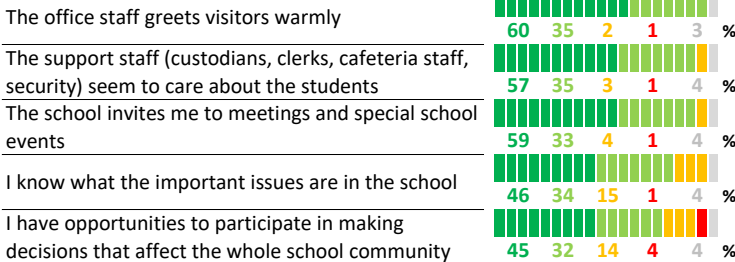 The office staff greets visitors warmly
60 35 2 1 3 %
The support staff (custodians, clerks, cafeteria staff,
security) seem to care about the students
57 35 3 1 4 %
The school invites me to meetings and special school
events
59 33 4 1 4 %
I know what the important issues are in the school
46 34 15 1 4 %
I have opportunities to participate in making
decisions that affect the whole school community
45 32 14 4 4 %